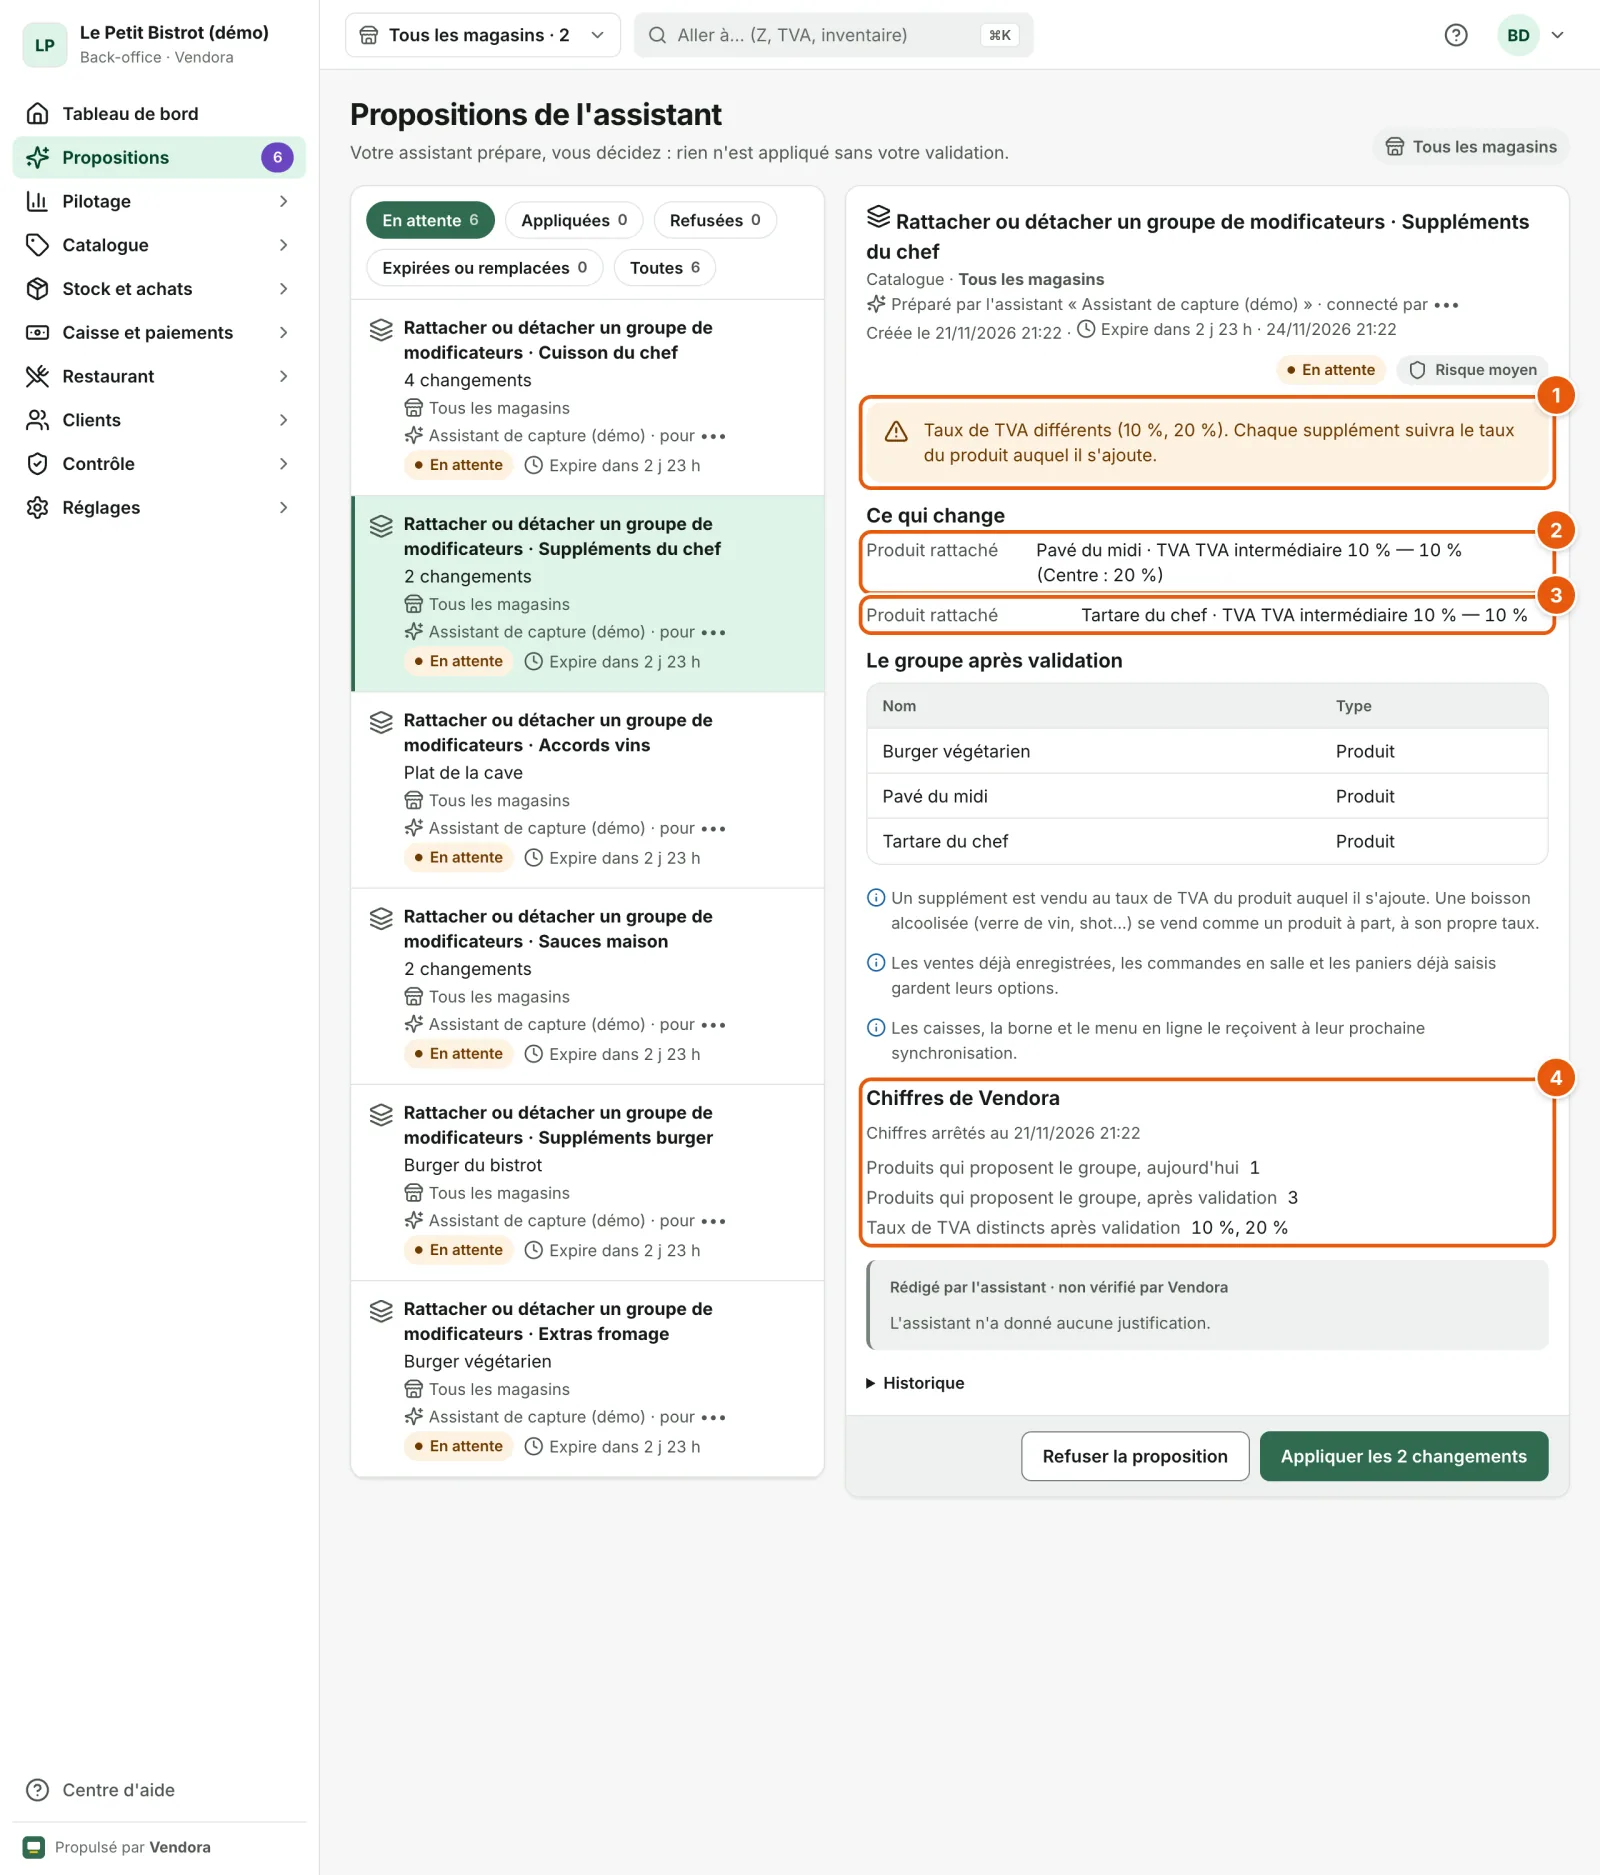 LP
Le Petit Bistrot (démo)
Back-office · Vendora
Tableau de bord
Propositions 6
Pilotage
Catalogue
Stock et achats
Caisse et paiements
Restaurant
Clients
Contrôle
Réglages
Centre d'aide
Propulsé par Vendora
Tous les magasins · 2
Aller à... (Z, TVA, inventaire) ⌘K
BD
Propositions de l'assistant
Votre assistant prépare, vous décidez : rien n'est appliqué sans votre validation.
Tous les magasins
En attente 6
Appliquées 0
Refusées 0
Expirées ou remplacées 0
Toutes 6
Rattacher ou détacher un groupe de
modificateurs · Cuisson du chef
4 changements
Tous les magasins
Assistant de capture (démo) · pour •••
En attente
Expire dans 2 j 23 h
Rattacher ou détacher un groupe de
modificateurs · Suppléments du chef
2 changements
Tous les magasins
Assistant de capture (démo) · pour •••
En attente
Expire dans 2 j 23 h
Rattacher ou détacher un groupe de
modificateurs · Accords vins
Plat de la cave
Tous les magasins
Assistant de capture (démo) · pour •••
En attente
Expire dans 2 j 23 h
Rattacher ou détacher un groupe de
modificateurs · Sauces maison
2 changements
Tous les magasins
Assistant de capture (démo) · pour •••
En attente
Expire dans 2 j 23 h
Rattacher ou détacher un groupe de
modificateurs · Suppléments burger
Burger du bistrot
Tous les magasins
Assistant de capture (démo) · pour •••
En attente
Expire dans 2 j 23 h
Rattacher ou détacher un groupe de
modificateurs · Extras fromage
Burger végétarien
Tous les magasins
Assistant de capture (démo) · pour •••
En attente
Expire dans 2 j 23 h
Rattacher ou détacher un groupe de modificateurs · Suppléments
du chef
Catalogue · Tous les magasins
Préparé par l'assistant « Assistant de capture (démo) » · connecté par •••
Créée le 21/11/2026 21:22 · Expire dans 2 j 23 h · 24/11/2026 21:22
En attente
Risque moyen
1
Taux de TVA différents (10 %, 20 %). Chaque supplément suivra le taux
du produit auquel il s'ajoute.
Ce qui change
2
Produit rattaché Pavé du midi · TVA TVA intermédiaire 10 % — 10 %
(Centre : 20 %)
3
Produit rattaché Tartare du chef · TVA TVA intermédiaire 10 % — 10 %
Le groupe après validation
Nom Type
Burger végétarien Produit
Pavé du midi Produit
Tartare du chef Produit
Un supplément est vendu au taux de TVA du produit auquel il s'ajoute. Une boisson
alcoolisée (verre de vin, shot…) se vend comme un produit à part, à son propre taux.
Les ventes déjà enregistrées, les commandes en salle et les paniers déjà saisis
gardent leurs options.
Les caisses, la borne et le menu en ligne le reçoivent à leur prochaine
synchronisation.
4
Chiffres de Vendora
Chiffres arrêtés au 21/11/2026 21:22
Produits qui proposent le groupe, aujourd'hui 1
Produits qui proposent le groupe, après validation 3
Taux de TVA distincts après validation 10 %, 20 %
Rédigé par l'assistant · non vérifié par Vendora
L'assistant n'a donné aucune justification.
Historique
Refuser la proposition
Appliquer les 2 changements